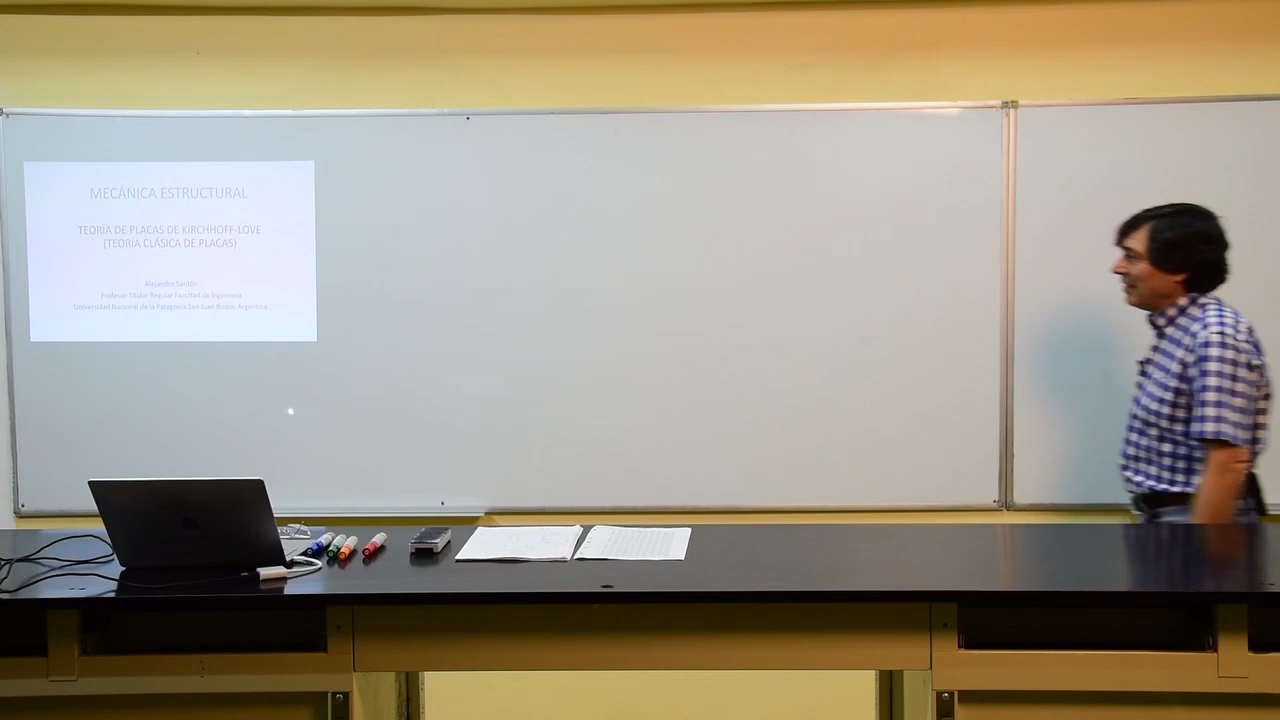 MECÁNICA ESTRUCTURAL
TEORÍA DE PLACAS DE KIRCHHOFF-LOVE
(TEORÍA CLÁSICA DE PLACAS)
Alejandro Sardón
Profesor Titular Regular Facultad de Ingeniería
Universidad Nacional de la Patagonia San Juan Bosco. Argentina.